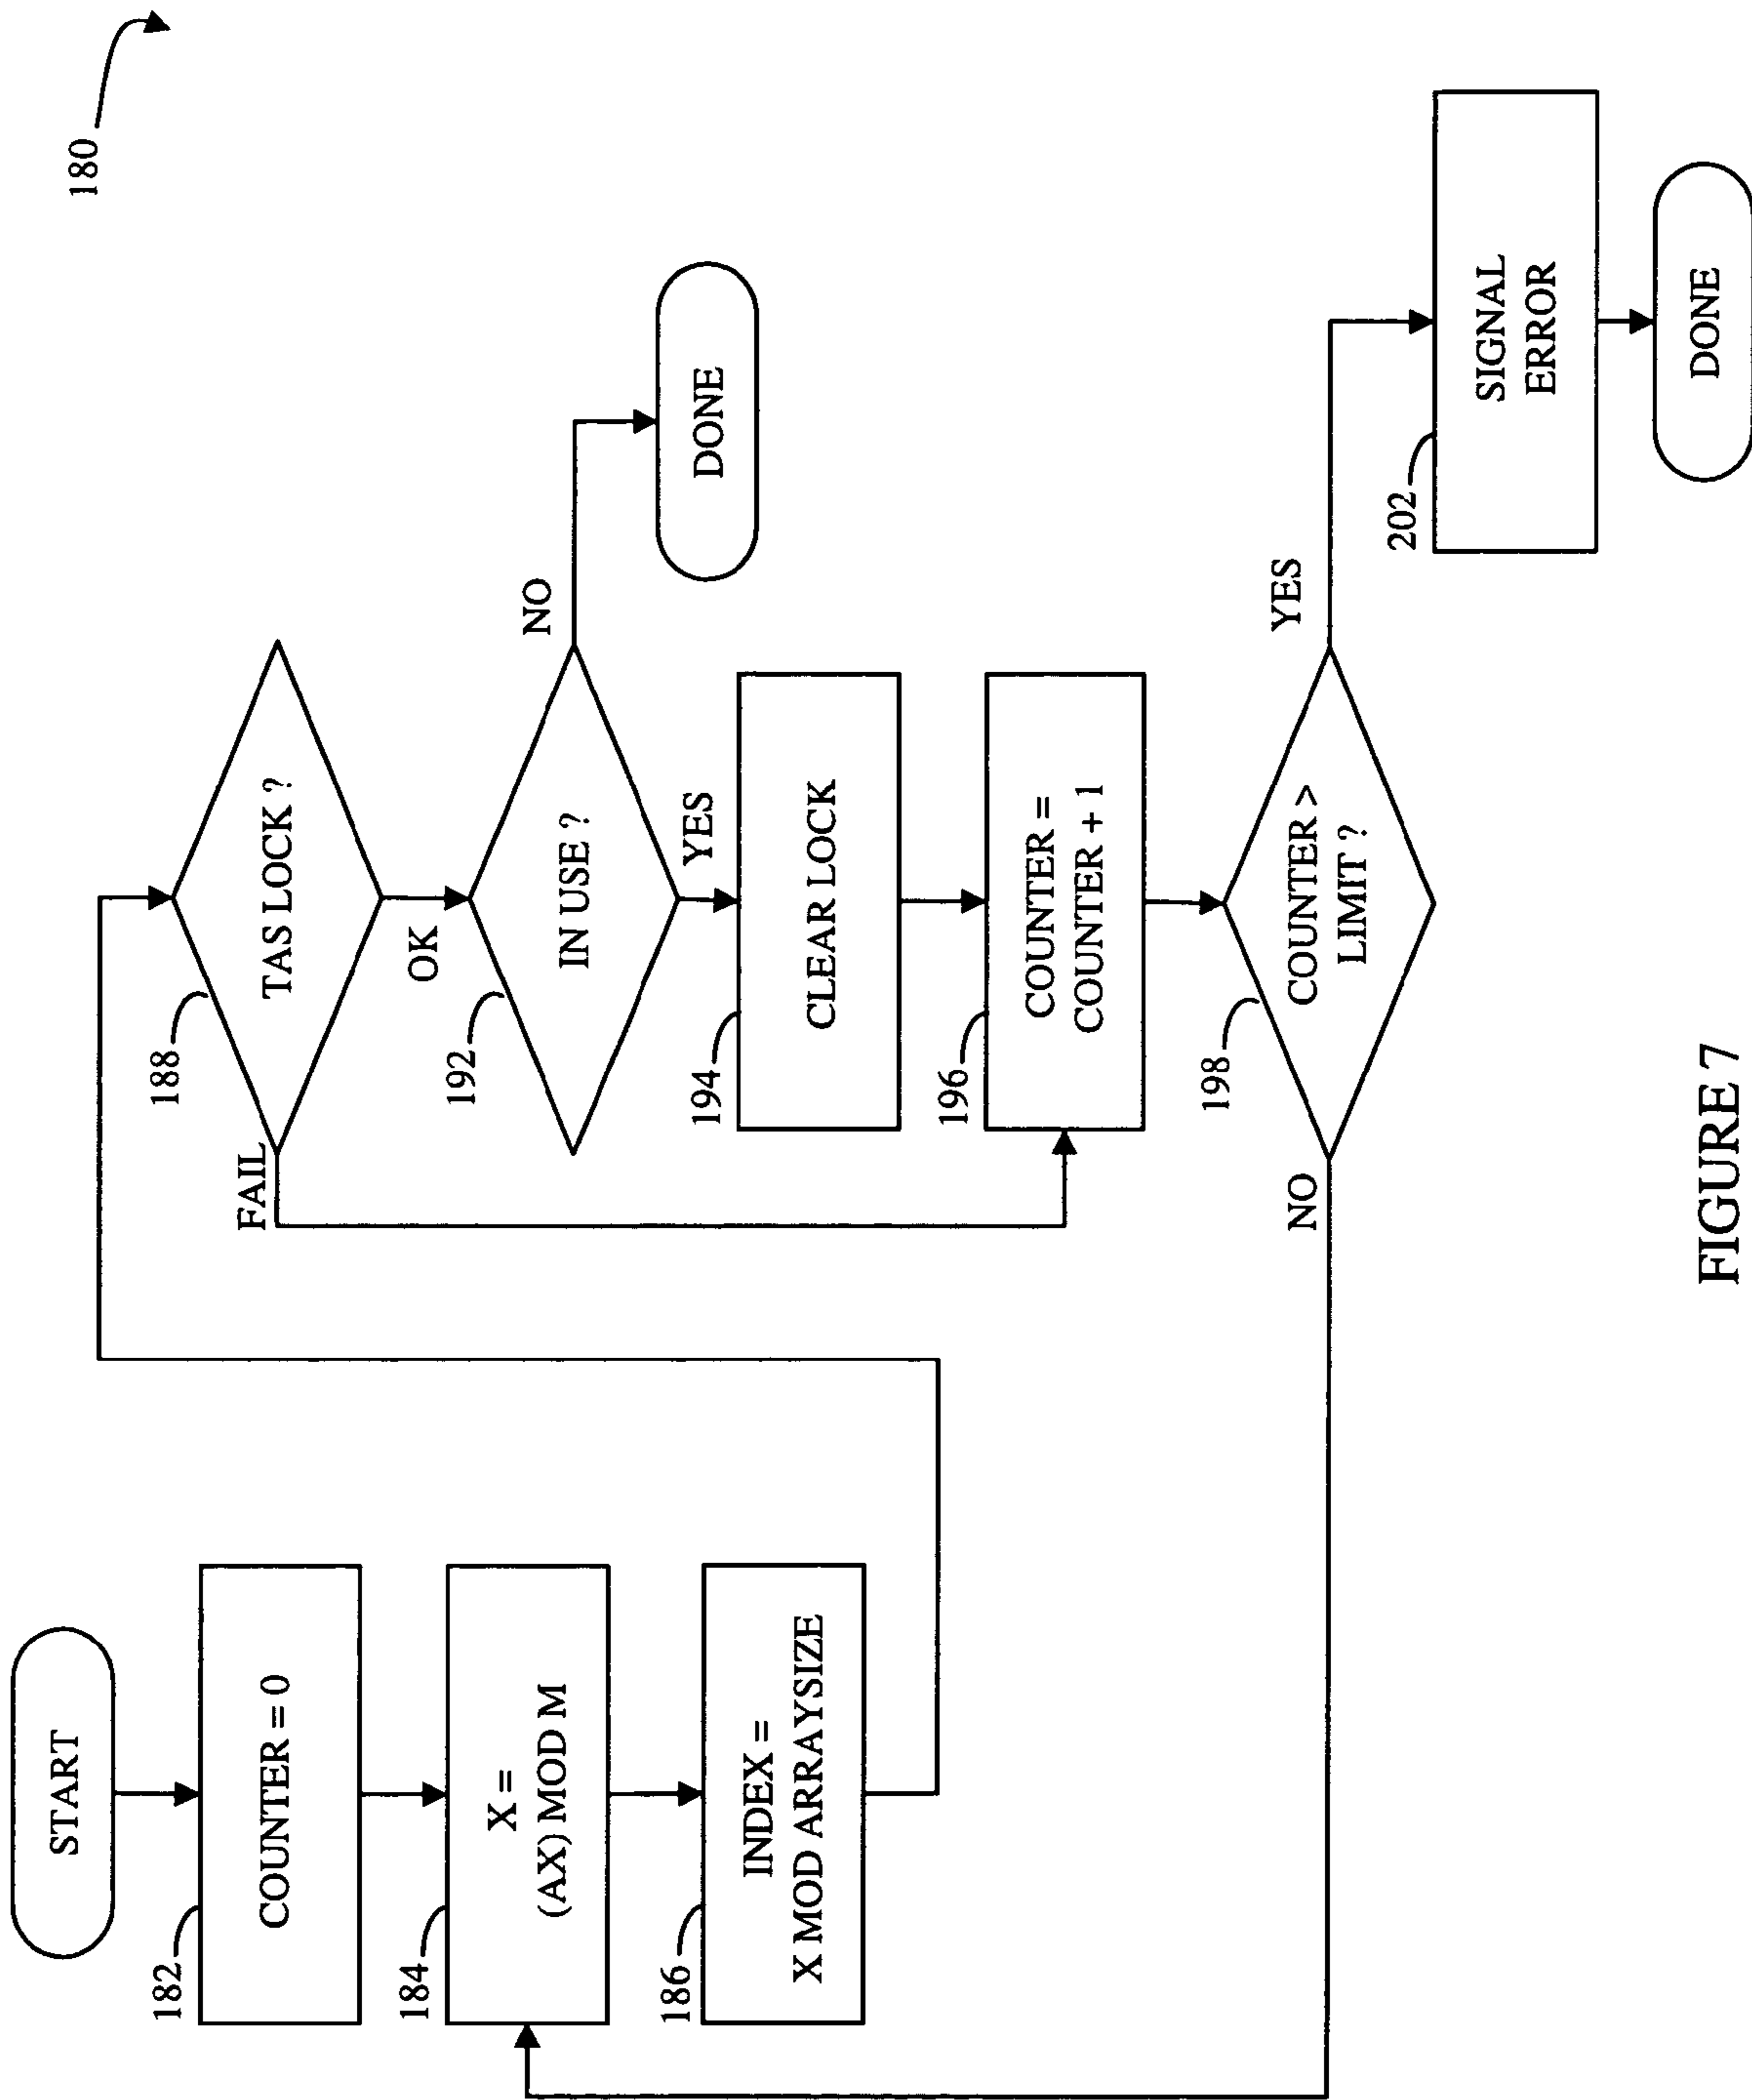 180
START
182
COUNTER = 0
184
X =
(AX) MOD M
186
INDEX =
X MOD ARRAYSIZE
188
TAS LOCK ?
FAIL
OK
192
IN USE ?
NO
DONE
YES
194
CLEAR LOCK
196
COUNTER =
COUNTER + 1
198
COUNTER >
LIMIT ?
NO
YES
202
SIGNAL
ERROR
DONE
FIGURE 7